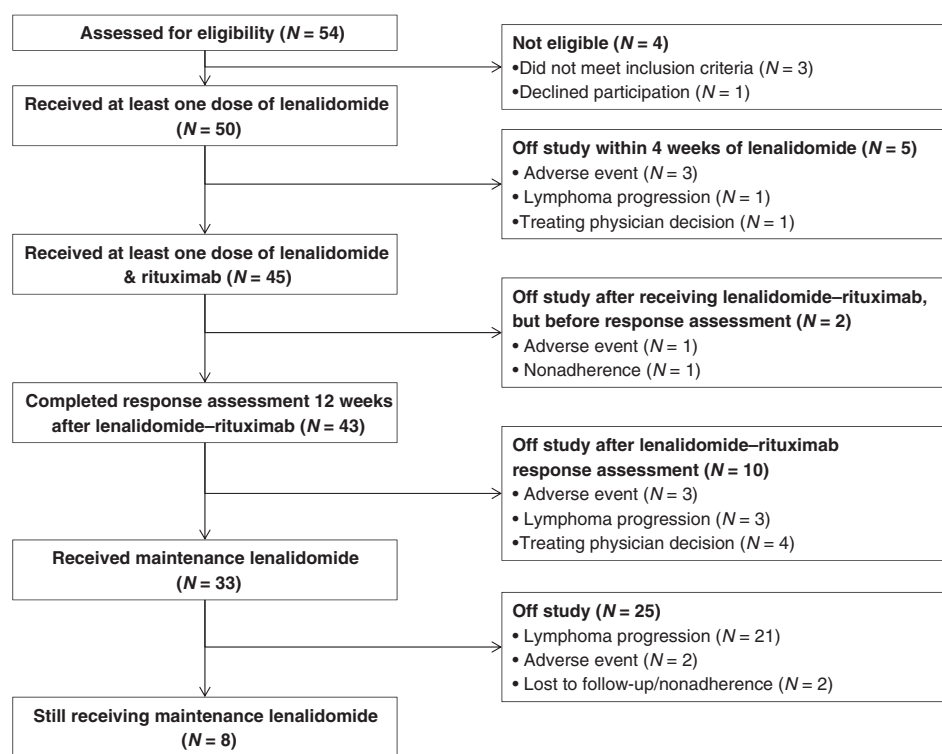 Assessed for eligibility (N = 54)
Not eligible (N = 4)
•Did not meet inclusion criteria (N = 3)
•Declined participation (N = 1)
Received at least one dose of lenalidomide
(N = 50)
Off study within 4 weeks of lenalidomide (N = 5)
• Adverse event (N = 3)
• Lymphoma progression (N = 1)
•Treating physician decision (N = 1)
Received at least one dose of lenalidomide
& rituximab (N = 45)
Off study after receiving lenalidomide–rituximab,
but before response assessment (N = 2)
• Adverse event (N = 1)
• Nonadherence (N = 1)
Completed response assessment 12 weeks
after lenalidomide–rituximab (N = 43)
Off study after lenalidomide–rituximab
response assessment (N = 10)
• Adverse event (N = 3)
• Lymphoma progression (N = 3)
•Treating physician decision (N = 4)
Received maintenance lenalidomide
(N = 33)
Off study (N = 25)
• Lymphoma progression (N = 21)
• Adverse event (N = 2)
• Lost to follow-up/nonadherence (N = 2)
Still receiving maintenance lenalidomide
(N = 8)